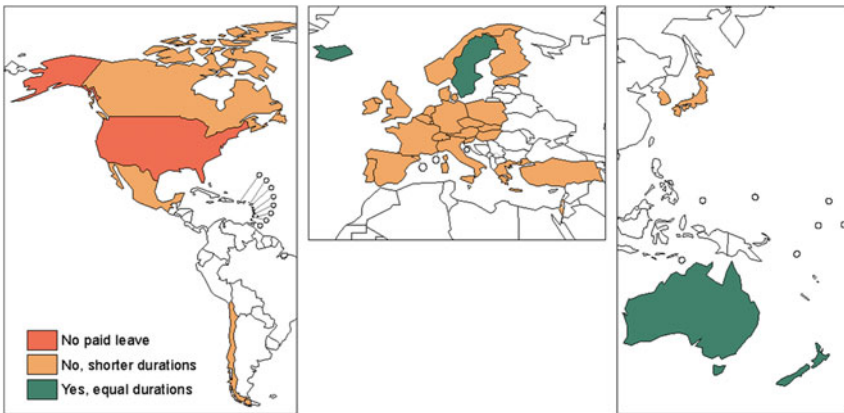 No paid leave
No, shorter durations
Yes, equal durations